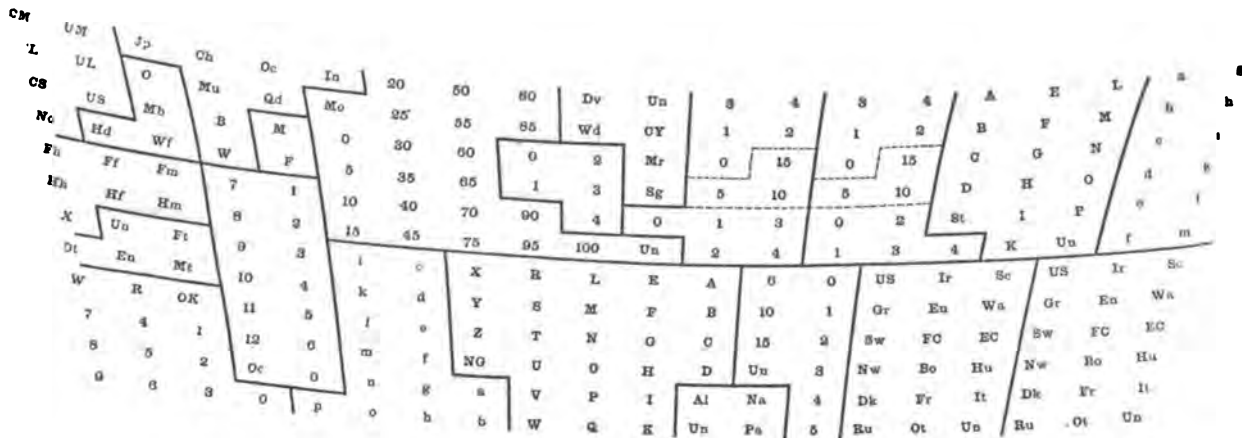 CM UM Jp Ch Oc In 20 50 80 Dv Un 3 4 3 4 A E L a
L UL O Mu Qd Mo 25 55 85 Wd CY 1 2 1 2 B F M b h
CS US Mb B M 0 30 60 0 2 Mr 0 15 0 15 C G N c
No Hd Wf W F 5 35 65 1 3 Sg 5 10 5 10 D H O d
Fh Ff Fm 7 1 10 40 70 90 4 0 1 3 0 2 St I P e l
Hh Hf Hm 8 2 15 45 75 95 100 Un 2 4 1 3 4 K Un f m
X Un Ft 9 3 i c X R L E A 6 0 US Ir Sc US Ir Sc
Ot En Mt 10 4 k d Y S M F B 10 1 Gr En Wa Gr En Wa
W R OK 11 5 l e Z T N G C 15 2 Sw FC EC Sw FC EC
7 4 1 12 6 m f NG U O H D Un 3 Nw Bo Hu Nw Bo Hu
8 5 2 Oc 0 n g a V P I Al Na 4 Dk Fr It Dk Fr It
9 6 3 0 p o h b W Q K Un Pa 5 Ru Ot Un Ru Ot Un